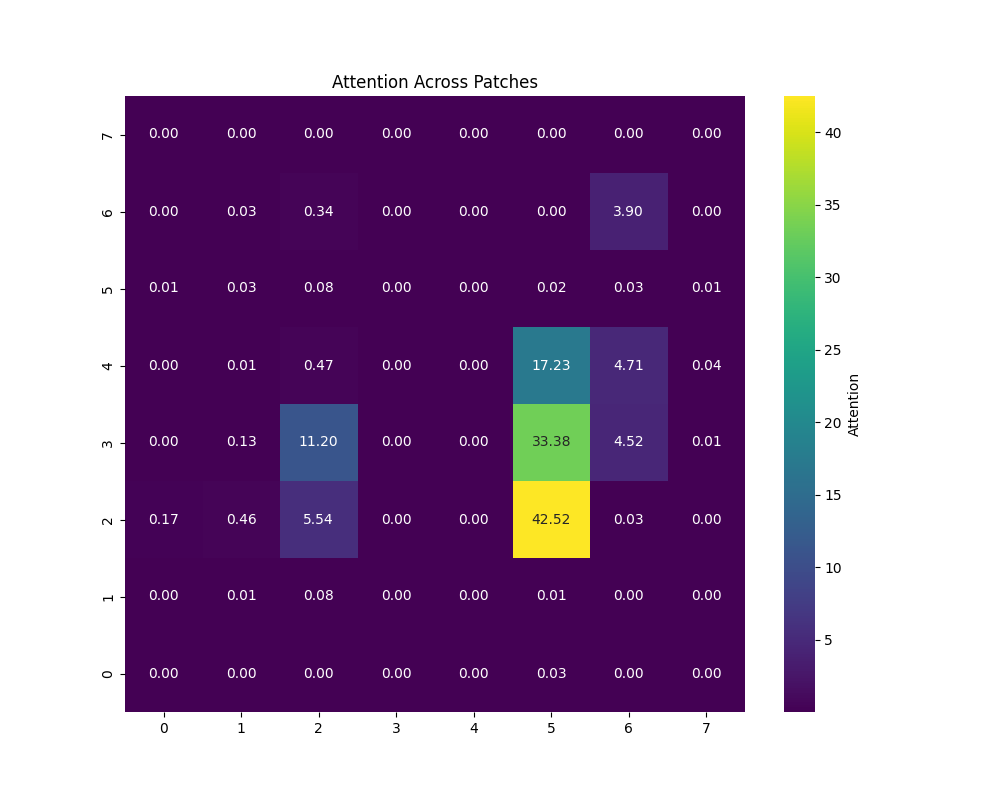 Attention Across Patches
7 0.00 0.00 0.00 0.00 0.00 0.00 0.00 0.00
6 0.00 0.03 0.34 0.00 0.00 0.00 3.90 0.00
5 0.01 0.03 0.08 0.00 0.00 0.02 0.03 0.01
4 0.00 0.01 0.47 0.00 0.00 17.23 4.71 0.04
3 0.00 0.13 11.20 0.00 0.00 33.38 4.52 0.01
2 0.17 0.46 5.54 0.00 0.00 42.52 0.03 0.00
1 0.00 0.01 0.08 0.00 0.00 0.01 0.00 0.00
0 0.00 0.00 0.00 0.00 0.00 0.03 0.00 0.00
0 1 2 3 4 5 6 7
40
35
30
25
20
15
10
5
Attention